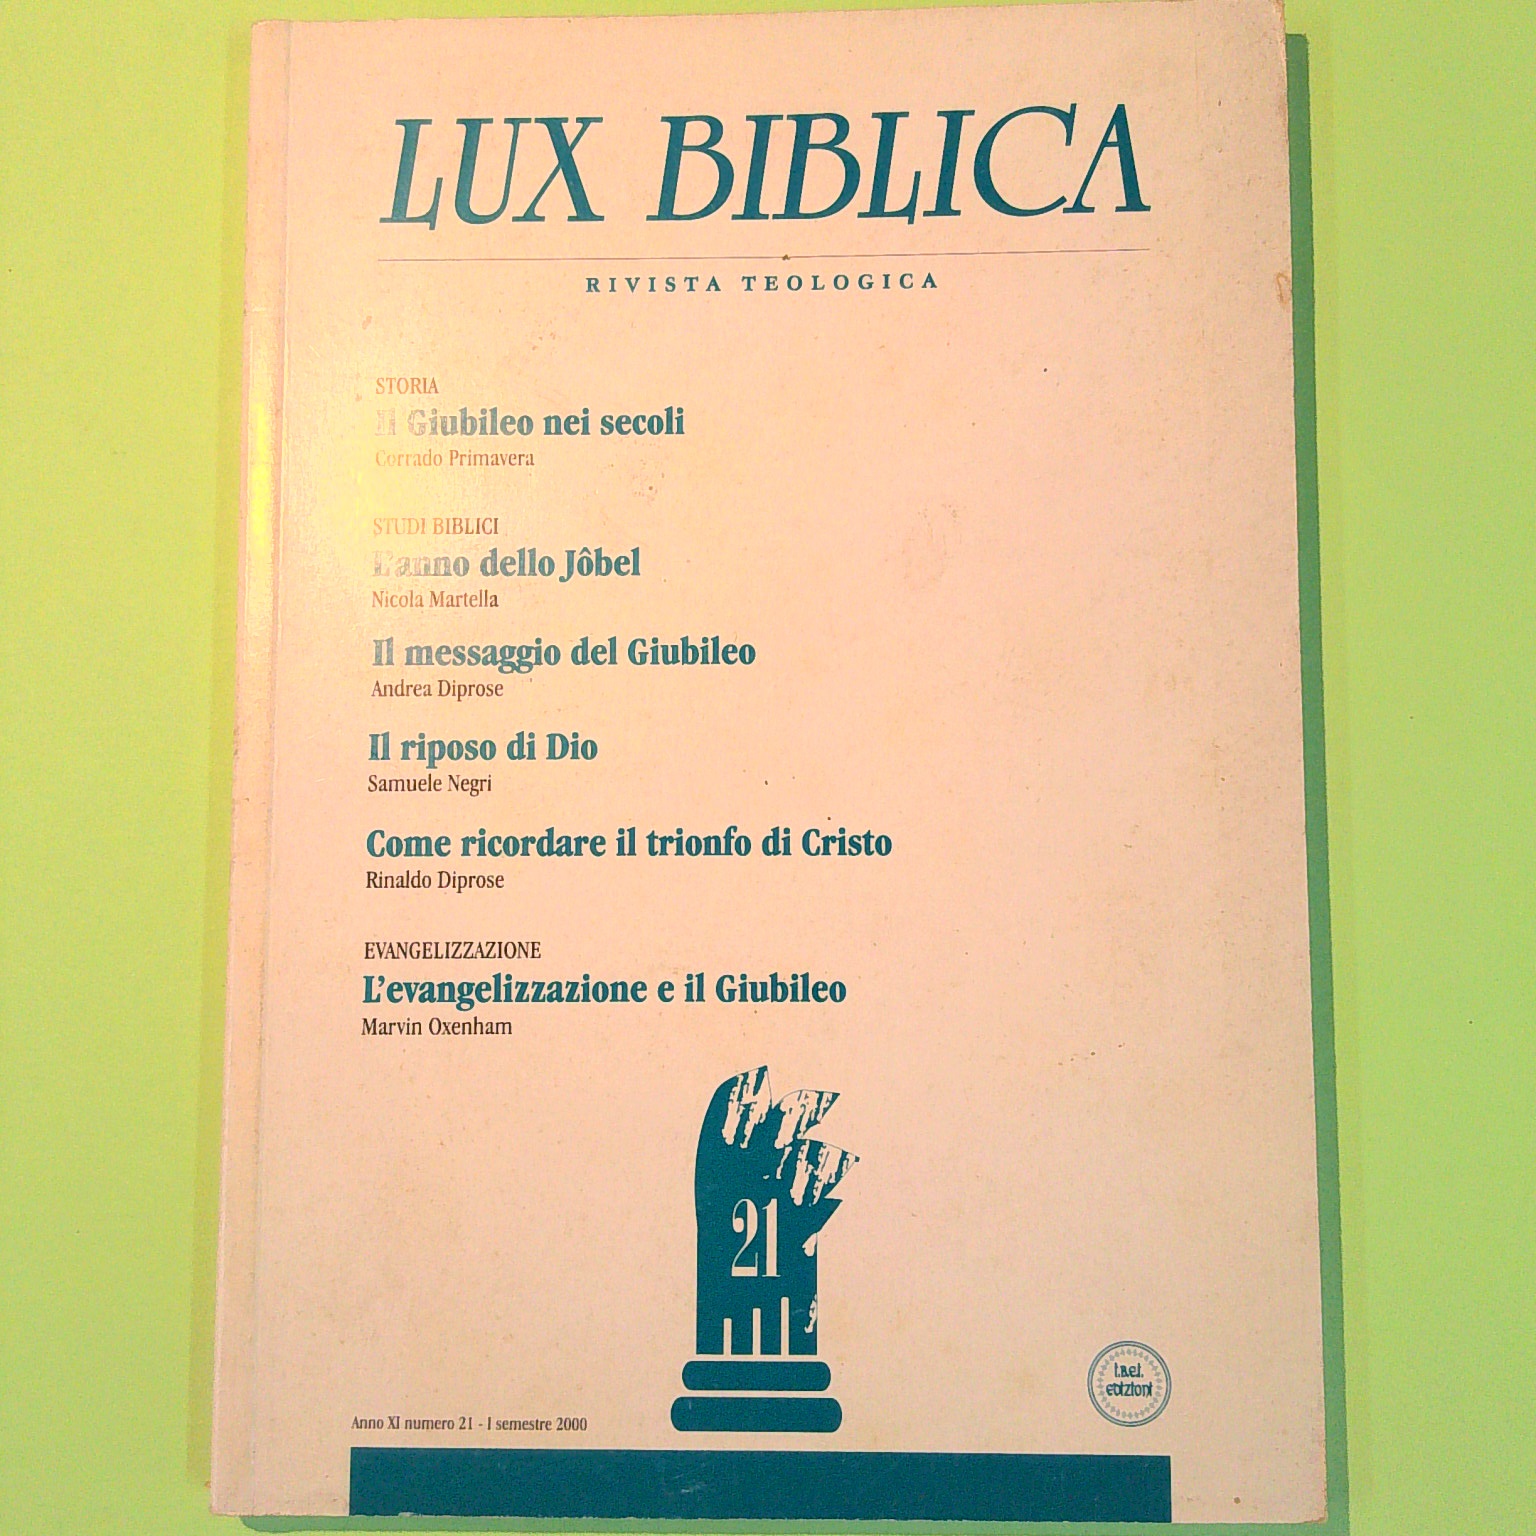 LUX BIBLICA
RIVISTA TEOLOGICA
STORIA
Il Giubileo nei secoli
Corrado Primavera
STUDI BIBLICI
L'anno dello Jôbel
Nicola Martella
Il messaggio del Giubileo
Andrea Diprose
Il riposo di Dio
Samuele Negri
Come ricordare il trionfo di Cristo
Rinaldo Diprose
EVANGELIZZAZIONE
L'evangelizzazione e il Giubileo
Marvin Oxenham
21
I.B.E.I.
edizioni
Anno XI numero 21 - I semestre 2000